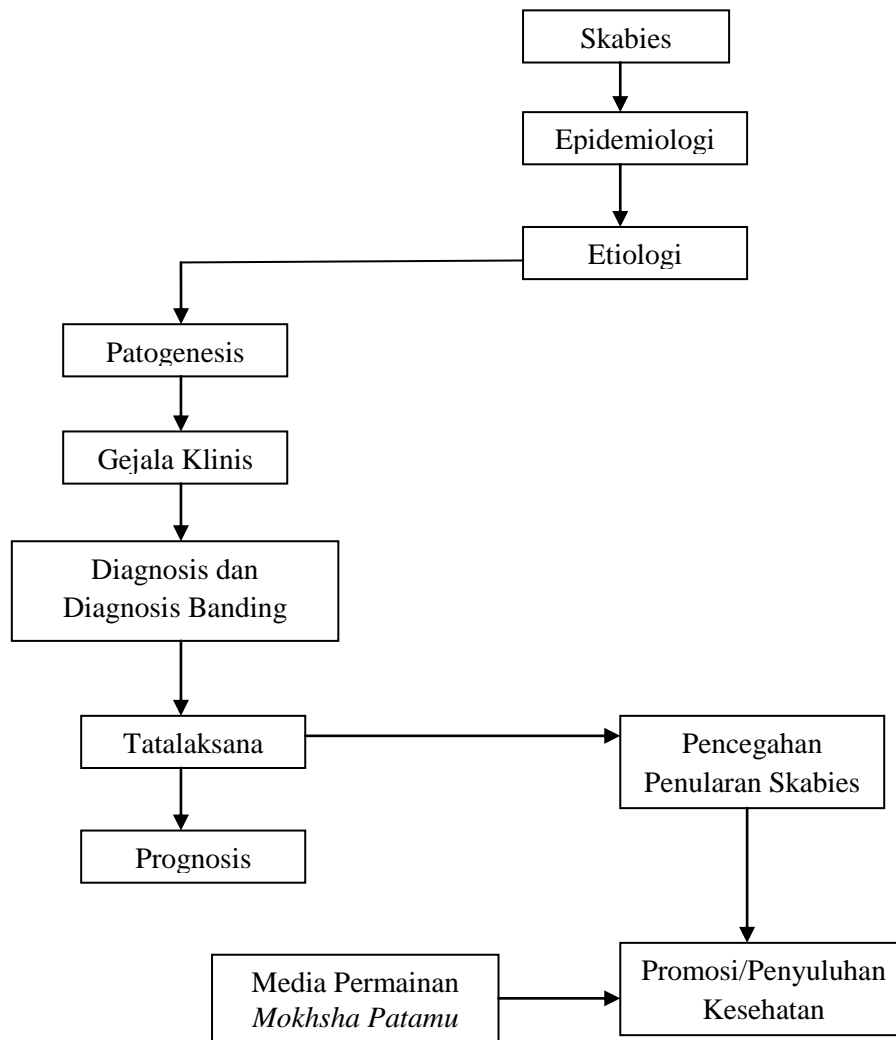 Skabies
Epidemiologi
Etiologi
Patogenesis
Gejala Klinis
Diagnosis dan
Diagnosis Banding
Tatalaksana
Pencegahan
Penularan Skabies
Prognosis
Media Permainan
Mokhsha Patamu
Promosi/Penyuluhan
Kesehatan